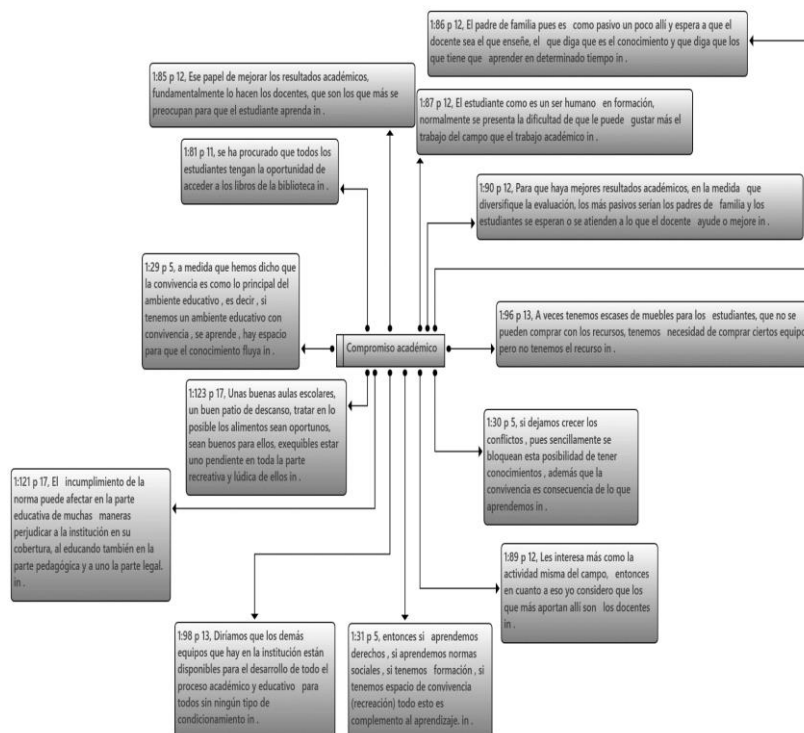 1:86 p 12, El padre de familia pues es como pasivo un poco allí y espera a que el
docente sea el que enseñe, el que diga que es el conocimiento y que diga que los
que tiene que aprender en determinado tiempo in .
1:85 p 12, Ese papel de mejorar los resultados académicos,
fundamentalmente lo hacen los docentes, que son los que más se
preocupan para que el estudiante aprenda in .
1:87 p 12, El estudiante como es un ser humano en formación,
normalmente se presenta la dificultad de que le puede gustar más el
trabajo del campo que el trabajo académico in .
1:81 p 11, se ha procurado que todos los
estudiantes tengan la oportunidad de
acceder a los libros de la biblioteca in .
1:90 p 12, Para que haya mejores resultados académicos, en la medida que
diversifique la evaluación, los más pasivos serían los padres de familia y los
estudiantes se esperan o se atienden a lo que el docente ayude o mejore in .
1:29 p 5, a medida que hemos dicho que
la convivencia es como lo principal del
ambiente educativo , es decir , si
tenemos un ambiente educativo con
convivencia , se aprende , hay espacio
para que el conocimiento fluya in .
1:96 p 13, A veces tenemos escases de muebles para los estudiantes, que no se
pueden comprar con los recursos, tenemos necesidad de comprar ciertos equipo
pero no tenemos el recurso in .
Compromiso académico
1:123 p 17, Unas buenas aulas escolares,
un buen patio de descanso, tratar en lo
posible los alimentos sean oportunos,
sean buenos para ellos, exequibles estar
uno pendiente en toda la parte
recreativa y lúdica de ellos in .
1:30 p 5, si dejamos crecer los
conflictos , pues sencillamente se
bloquean esta posibilidad de tener
conocimientos , además que la
convivencia es consecuencia de lo que
aprendemos in .
1:121 p 17, El incumplimiento de la
norma puede afectar en la parte
educativa de muchas maneras
perjudicar a la institución en su
cobertura, al educando también en la
parte pedagógica y a uno la parte legal.
in .
1:89 p 12, Les interesa más como la
actividad misma del campo, entonces
en cuanto a eso yo considero que los
que más aportan allí son los docentes
in .
1:98 p 13, Diríamos que los demás
equipos que hay en la institución están
disponibles para el desarrollo de todo el
proceso académico y educativo para
todos sin ningún tipo de
condicionamiento in .
1:31 p 5, entonces si aprendemos
derechos , si aprendemos normas
sociales , si tenemos formación , si
tenemos espacio de convivencia
(recreación) todo esto es
complemento al aprendizaje. in .